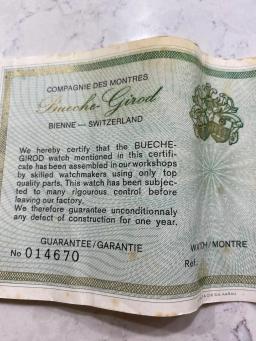 COMPAGNIE DES MONTRES
Bueche-Girod
BIENNE — SWITZERLAND
We hereby certify that the BUECHE-
GIROD watch mentioned in this certifi-
cate has been assembled in our workshops
by skilled watchmakers using only top
quality parts. This watch has been subjec-
ted to many rigourous control before
leaving our factory.
We therefore guarantee unconditionnaly
any defect of construction for one year.
GUARANTEE/GARANTIE
No 014670
WATCH/MONTRE
Ref.